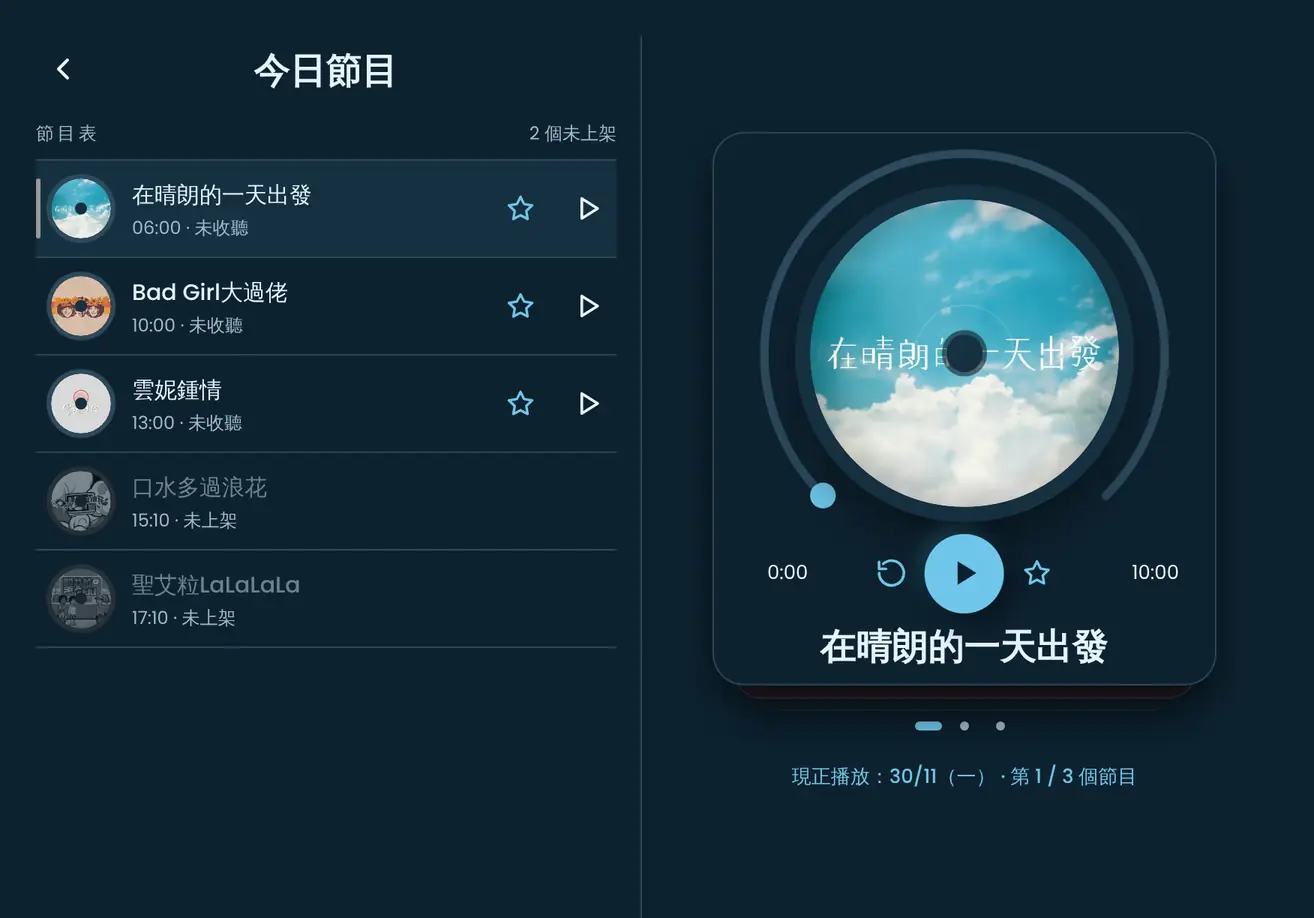 今日節目
節目表
2 個未上架
在晴朗的一天出發
06:00 · 未收聽
Bad Girl大過佬
10:00 · 未收聽
雲妮鍾情
13:00 · 未收聽
口水多過浪花
15:10 · 未上架
聖艾粒LaLaLaLa
17:10 · 未上架
在晴朗的一天出發
0:00
10:00
在晴朗的一天出發
現正播放：30/11（一） · 第 1 / 3 個節目